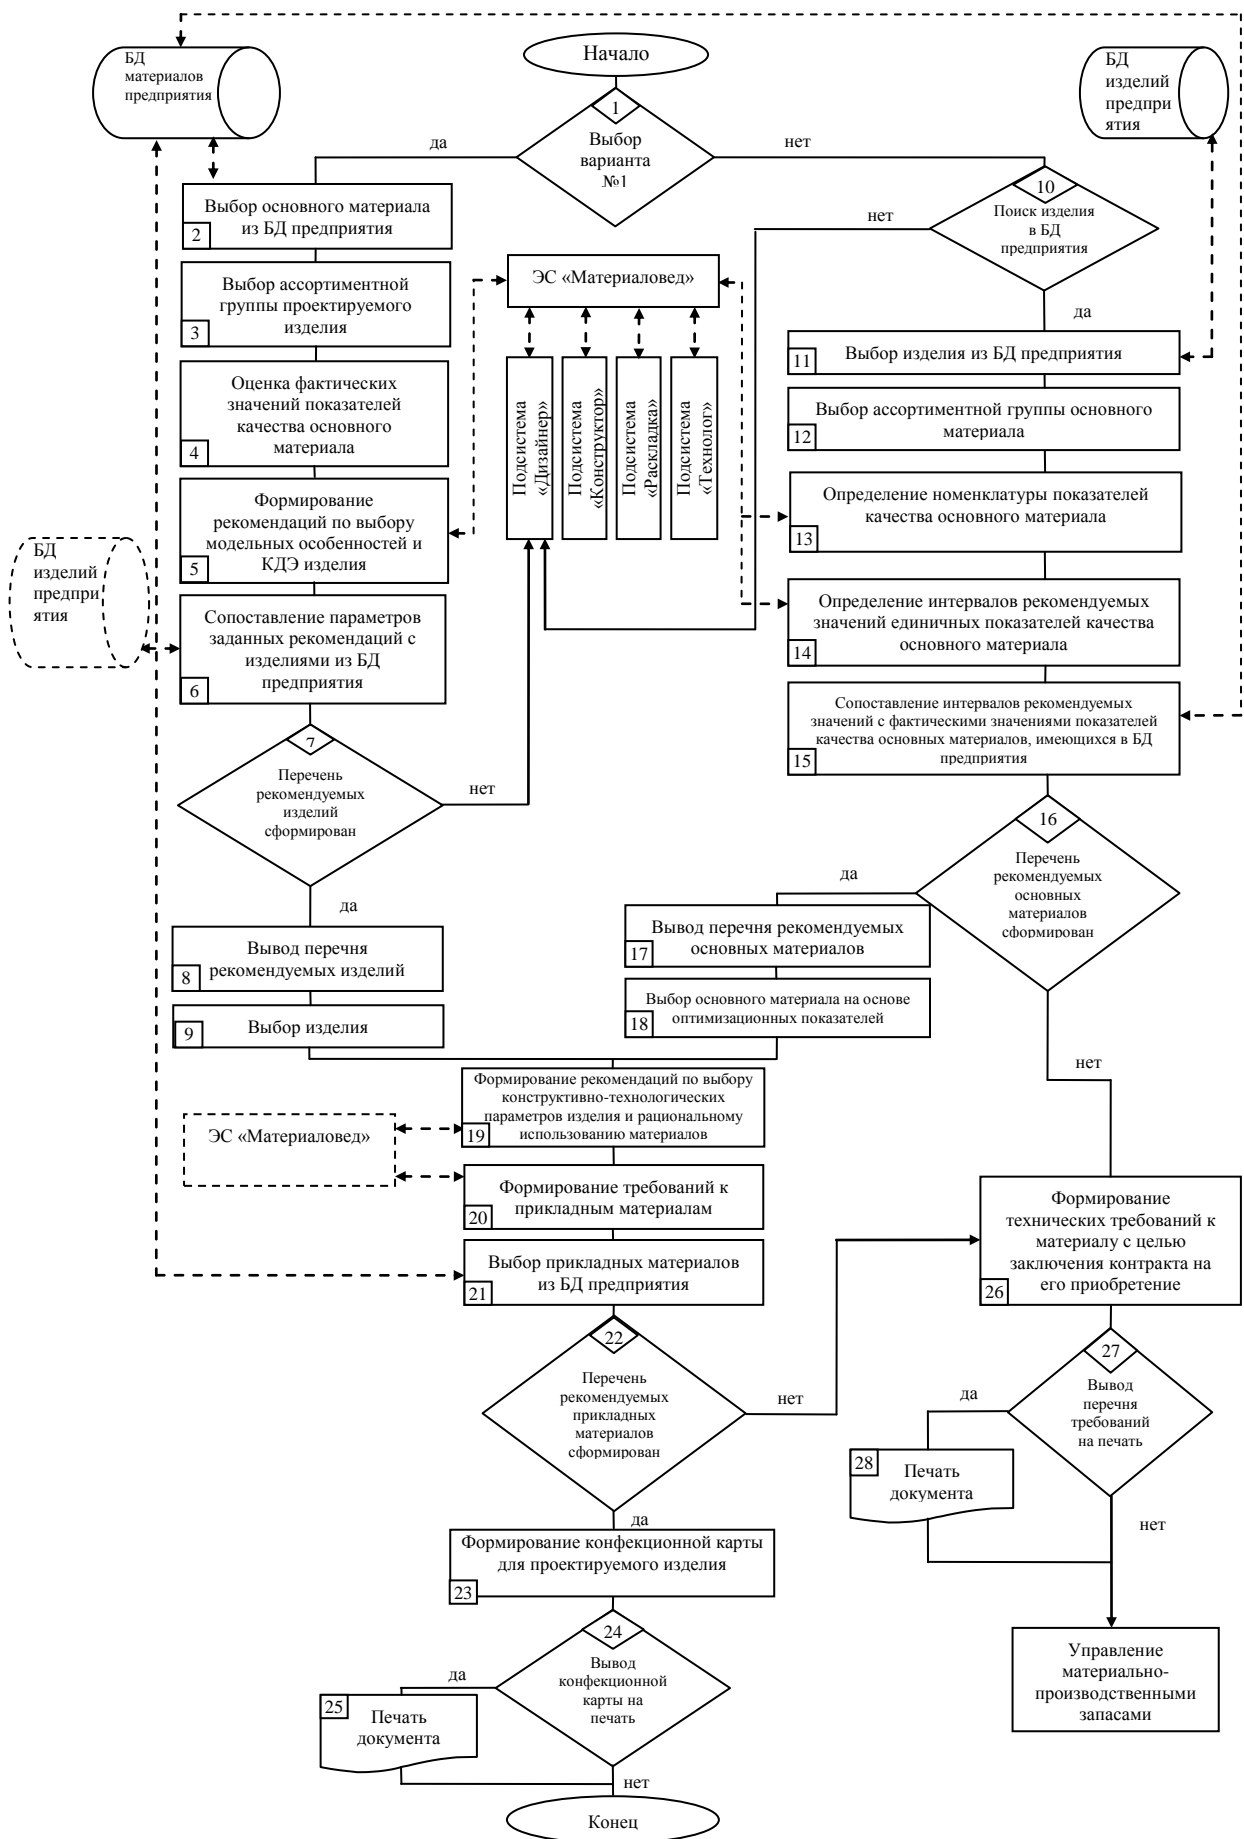 Начало
БД
материалов
предприятия
БД
изделий
предпри
ятия
1
Выбор
варианта
№1
да
нет
2
Выбор основного материала
из БД предприятия
10
Поиск изделия
в БД
предприятия
нет
да
3
Выбор ассортиментной
группы проектируемого
изделия
ЭС «Материаловед»
Подсистема
«Дизайнер»
Подсистема
«Конструктор»
Подсистема
«Раскладка»
Подсистема
«Технолог»
11
Выбор изделия из БД предприятия
4
Оценка фактических
значений показателей
качества основного
материала
12
Выбор ассортиментной группы основного
материала
5
Формирование
рекомендаций по выбору
модельных особенностей и
КДЭ изделия
13
Определение номенклатуры показателей
качества основного материала
БД
изделий
предпри
ятия
6
Сопоставление параметров
заданных рекомендаций с
изделиями из БД
предприятия
14
Определение интервалов рекомендуемых
значений единичных показателей качества
основного материала
15
Сопоставление интервалов рекомендуемых
значений с фактическими значениями показателей
качества основных материалов, имеющихся в БД
предприятия
7
Перечень
рекомендуемых
изделий
сформирован
нет
да
16
Перечень
рекомендуемых
основных
материалов
сформирован
да
нет
8
Вывод перечня
рекомендуемых изделий
17
Вывод перечня рекомендуемых
основных материалов
9
Выбор изделия
18
Выбор основного материала на основе
оптимизационных показателей
19
Формирование рекомендаций по выбору
конструктивно-технологических
параметров изделия и рациональному
использованию материалов
ЭС «Материаловед»
20
Формирование требований к
прикладным материалам
21
Выбор прикладных материалов
из БД предприятия
26
Формирование
технических требований к
материалу с целью
заключения контракта на
его приобретение
22
Перечень
рекомендуемых
прикладных
материалов
сформирован
нет
да
27
Вывод
перечня
требований
на печать
да
нет
28
Печать
документа
23
Формирование конфекционной карты
для проектируемого изделия
24
Вывод
конфекционной
карты на
печать
да
нет
25
Печать
документа
Управление
материально-
производственными
запасами
Конец